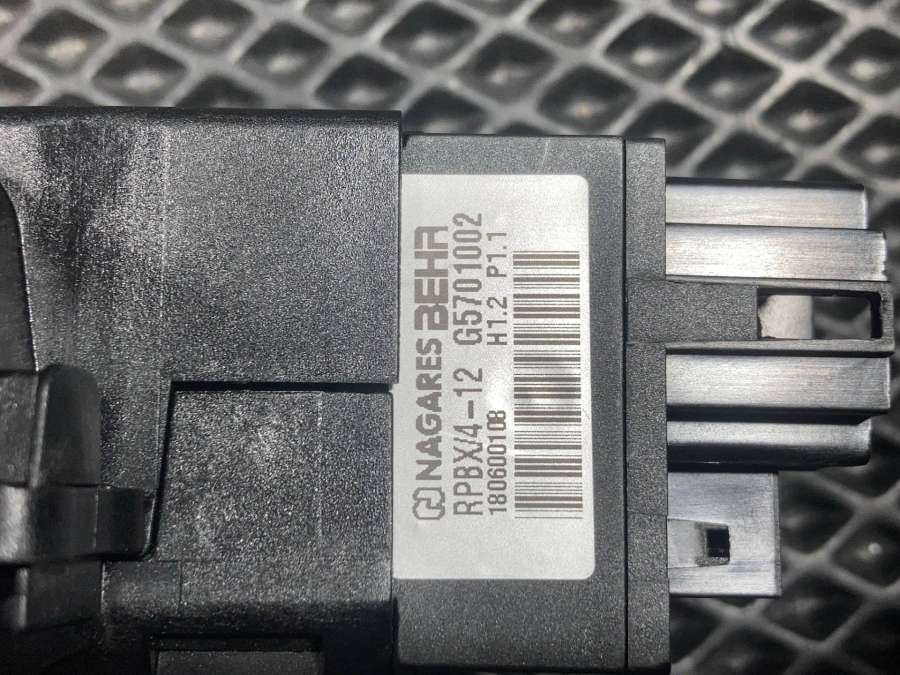 NAGARES BEHR
RPBX/4-12 G5701002
180600108 H1.2 P1.1